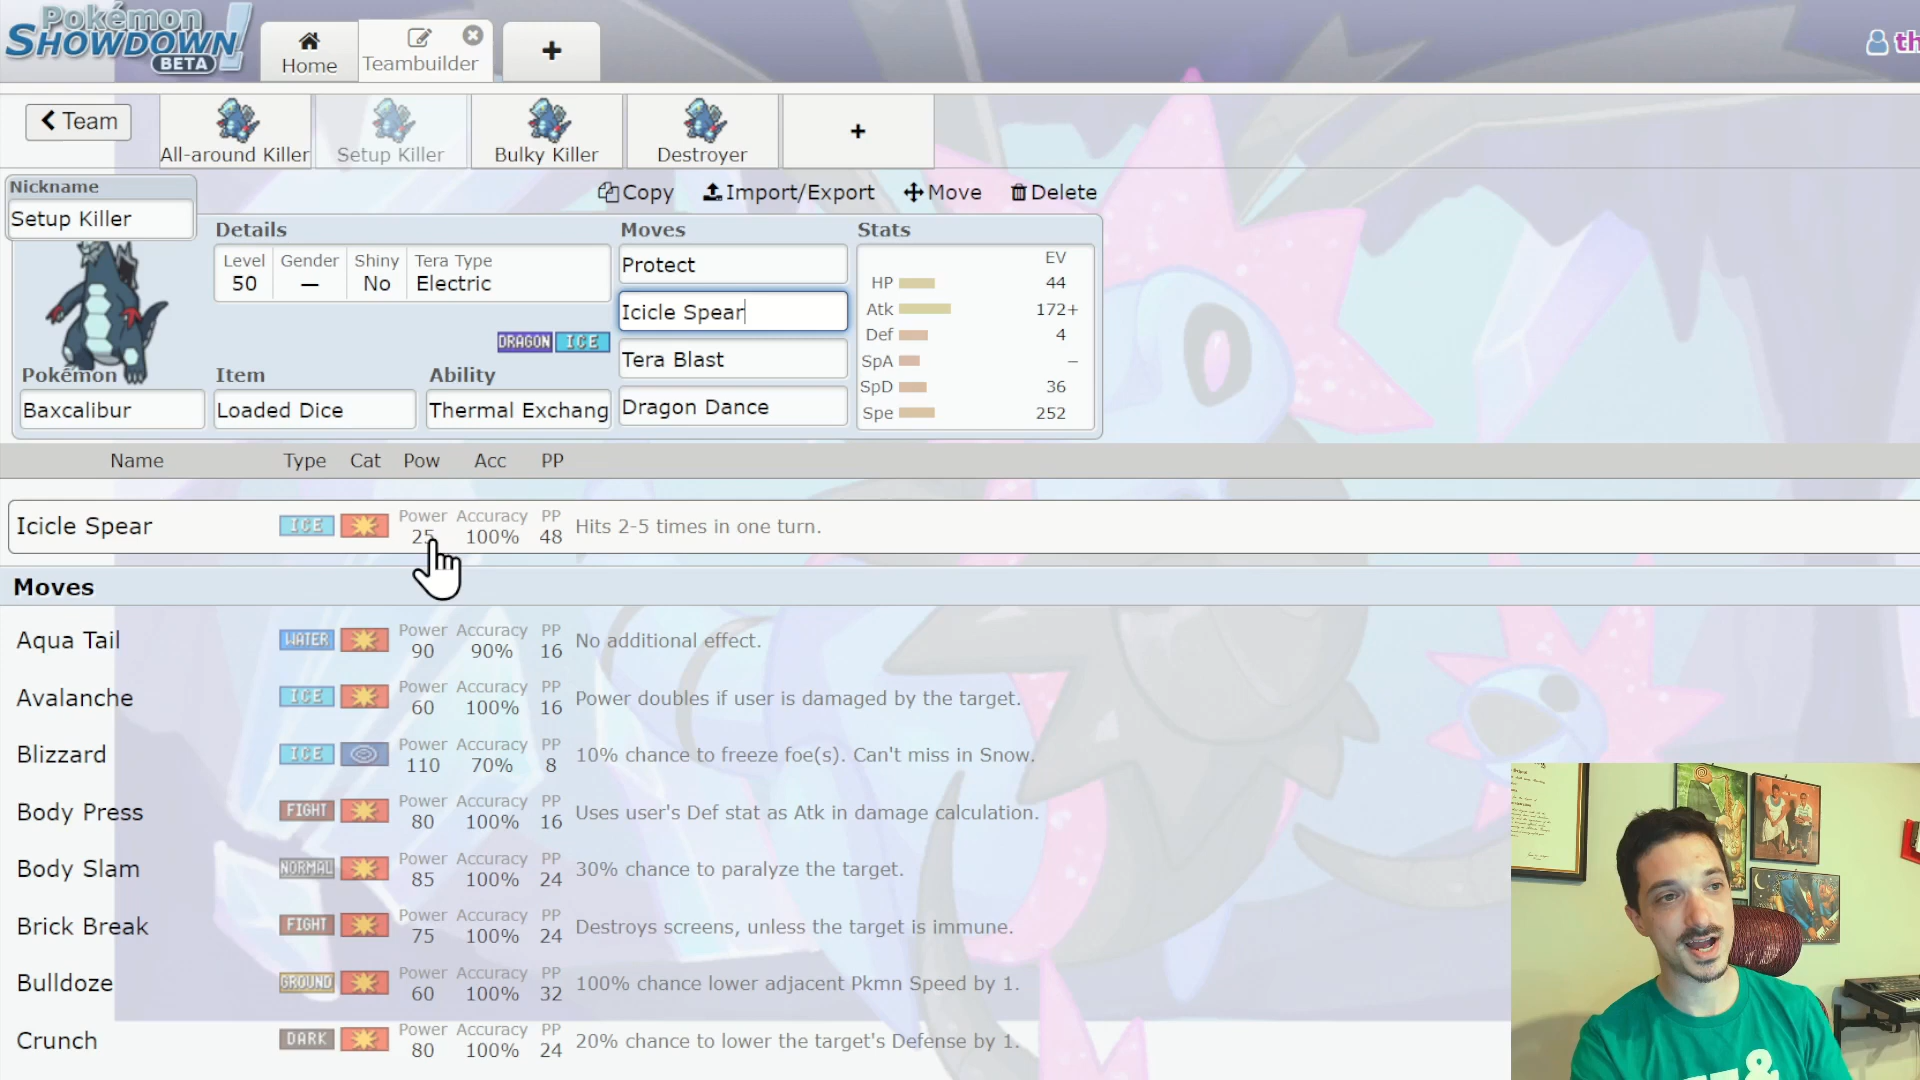 Pokémon
SHOWDOWN!
BETA
Home
Teambuilder
+
th
Team
All-around Killer
Setup Killer
Bulky Killer
Destroyer
+
Nickname
Setup Killer
Copy
Import/Export
Move
Delete
Details
Moves
Stats
Level
50
Gender
—
Shiny
No
Tera Type
Electric
DRAGON
ICE
Pokémon
Baxcalibur
Item
Loaded Dice
Ability
Thermal Exchang
Protect
Icicle Spear
Tera Blast
Dragon Dance
EV
HP 44
Atk 172+
Def 4
SpA –
SpD 36
Spe 252
Name Type Cat Pow Acc PP
Icicle Spear ICE Power 25 Accuracy 100% PP 48 Hits 2-5 times in one turn.
Moves
Aqua Tail WATER Power 90 Accuracy 90% PP 16 No additional effect.
Avalanche ICE Power 60 Accuracy 100% PP 16 Power doubles if user is damaged by the target.
Blizzard ICE Power 110 Accuracy 70% PP 8 10% chance to freeze foe(s). Can't miss in Snow.
Body Press FIGHT Power 80 Accuracy 100% PP 16 Uses user's Def stat as Atk in damage calculation.
Body Slam NORMAL Power 85 Accuracy 100% PP 24 30% chance to paralyze the target.
Brick Break FIGHT Power 75 Accuracy 100% PP 24 Destroys screens, unless the target is immune.
Bulldoze GROUND Power 60 Accuracy 100% PP 32 100% chance lower adjacent Pkmn Speed by 1.
Crunch DARK Power 80 Accuracy 100% PP 24 20% chance to lower the target's Defense by 1.
&